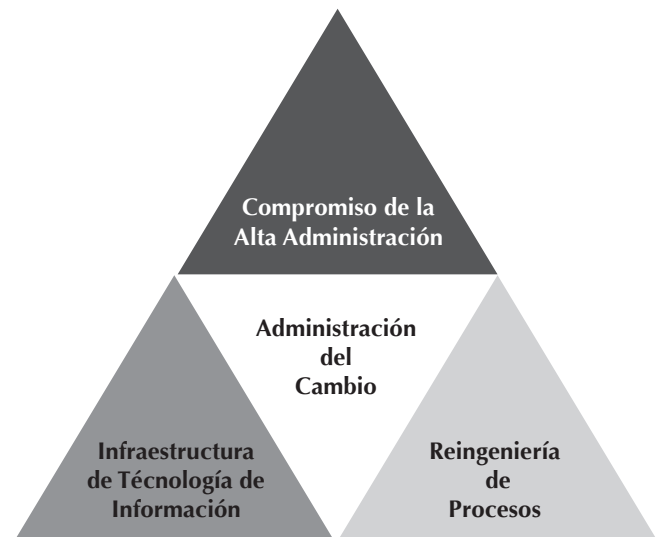 Compromiso de la
Alta Administración
Administración
del
Cambio
Infraestructura
de Técnología de
Información
Reingeniería
de
Procesos